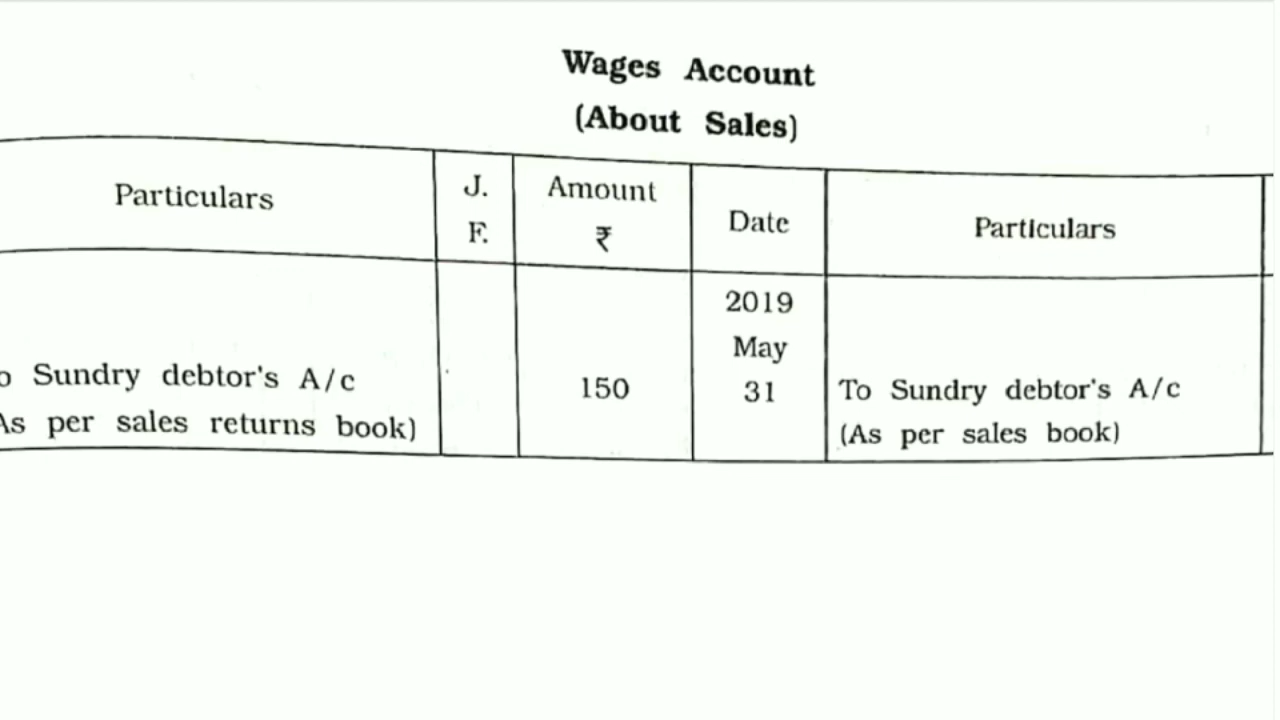 Wages Account
(About Sales)
Particulars J. F. Amount ₹ Date Particulars
2019
May
o Sundry debtor's A/c 150 31 To Sundry debtor's A/c
As per sales returns book) (As per sales book)